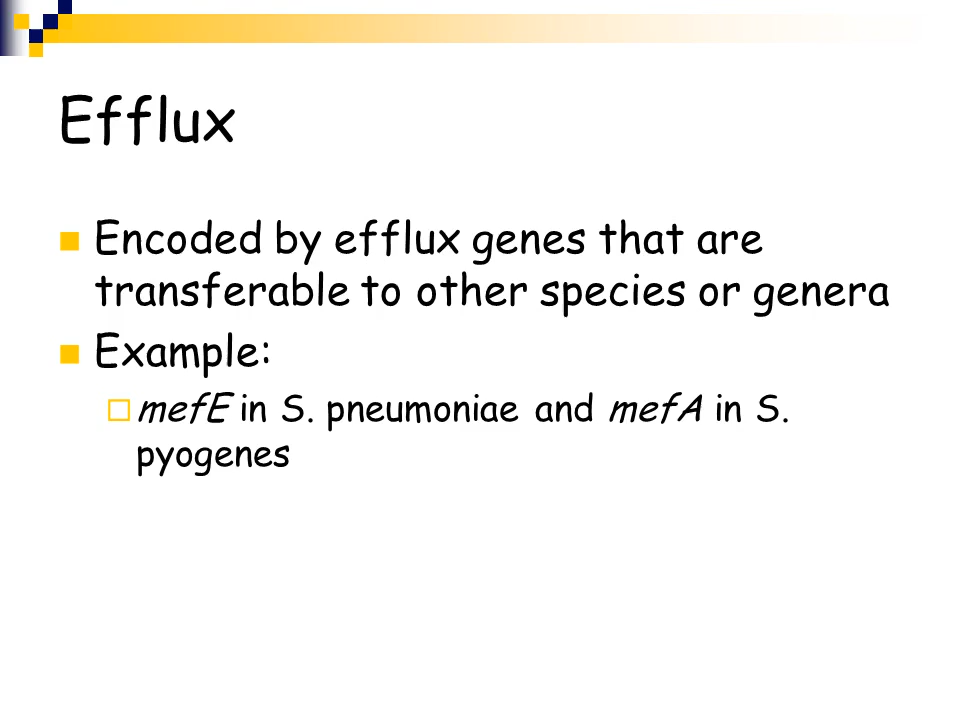 Efflux
Encoded by efflux genes that are
transferable to other species or genera
Example:
mefE in S. pneumoniae and mefA in S.
pyogenes